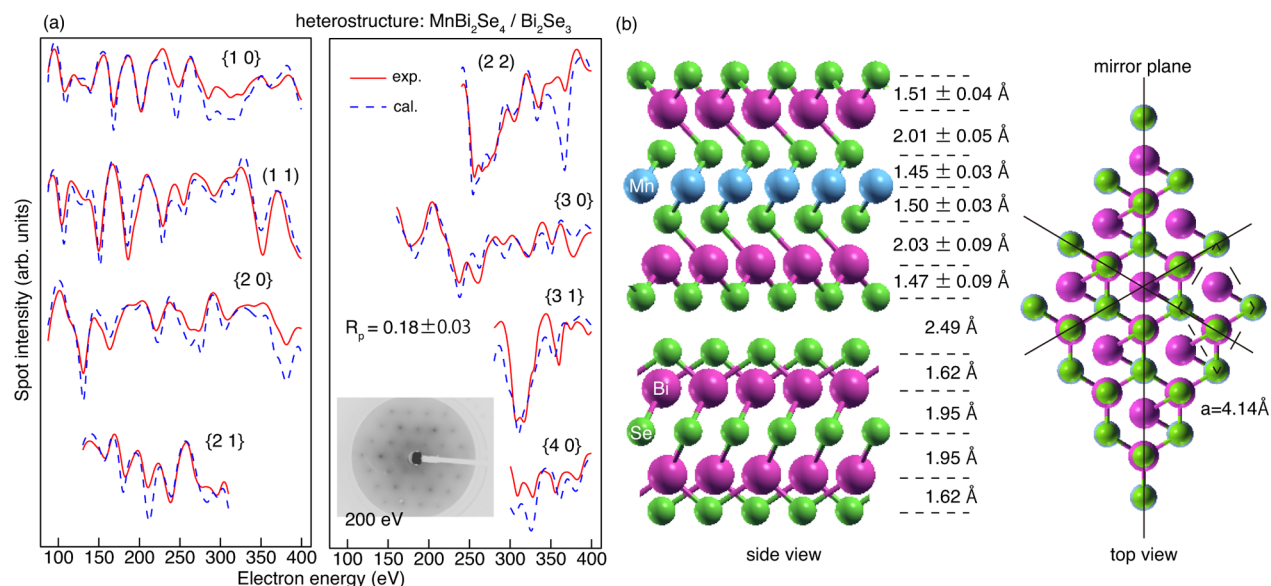 (a)
heterostructure: MnBi2Se4 / Bi2Se3
Spot intensity (arb. units)
{1 0}
(1 1)
{2 0}
{2 1}
100 150 200 250 300 350 400
(2 2)
exp.
cal.
{3 0}
{3 1}
Rp = 0.18±0.03
{4 0}
200 eV
100 150 200 250 300 350 400
Electron energy (eV)
(b)
1.51 ± 0.04 Å
2.01 ± 0.05 Å
1.45 ± 0.03 Å
Mn
1.50 ± 0.03 Å
2.03 ± 0.09 Å
1.47 ± 0.09 Å
2.49 Å
1.62 Å
Bi
1.95 Å
Se
1.95 Å
1.62 Å
side view
mirror plane
a=4.14Å
top view